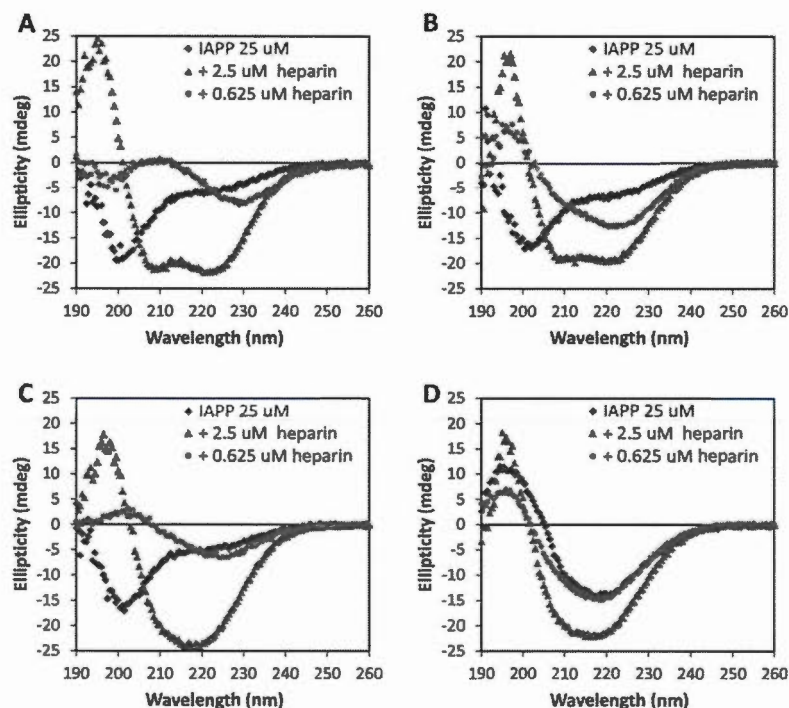 A
25
20
15
10
5
0
-5
-10
-15
-20
-25
Ellipticity (mdeg)
IAPP 25 uM
+ 2.5 uM heparin
+ 0.625 uM heparin
190 200 210 220 230 240 250 260
Wavelength (nm)
B
25
20
15
10
5
0
-5
-10
-15
-20
-25
Ellipticity (mdeg)
IAPP 25 uM
+ 2.5 uM heparin
+ 0.625 uM heparin
190 200 210 220 230 240 250 260
Wavelength (nm)
C
25
20
15
10
5
0
-5
-10
-15
-20
-25
Ellipticity (mdeg)
IAPP 25 uM
+ 2.5 uM heparin
+ 0.625 uM heparin
190 200 210 220 230 240 250 260
Wavelength (nm)
D
25
20
15
10
5
0
-5
-10
-15
-20
-25
Ellipticity (mdeg)
IAPP 25 uM
+ 2.5 uM heparin
+ 0.625 uM heparin
190 200 210 220 230 240 250 260
Wavelength (nm)